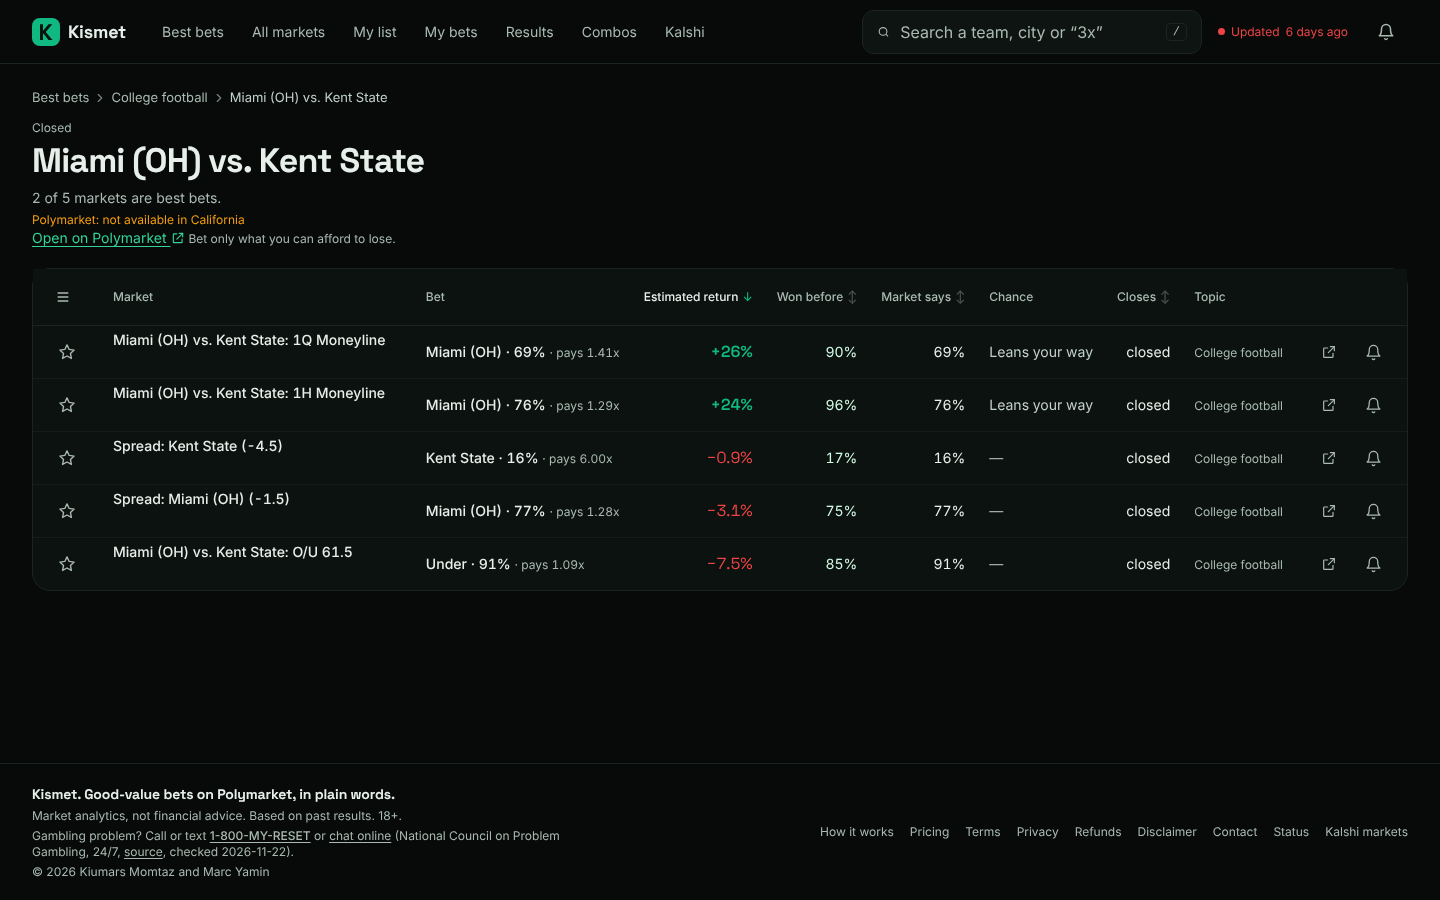 K Kismet Best bets All markets My list My bets Results Combos Kalshi Search a team, city or “3x” / Updated 6 days ago
Best bets > College football > Miami (OH) vs. Kent State
Closed
Miami (OH) vs. Kent State
2 of 5 markets are best bets.
Polymarket: not available in California
Open on Polymarket Bet only what you can afford to lose.
Market Bet Estimated return ↓ Won before Market says Chance Closes Topic
Miami (OH) vs. Kent State: 1Q Moneyline Miami (OH) · 69% · pays 1.41x +26% 90% 69% Leans your way closed College football
Miami (OH) vs. Kent State: 1H Moneyline Miami (OH) · 76% · pays 1.29x +24% 96% 76% Leans your way closed College football
Spread: Kent State (-4.5) Kent State · 16% · pays 6.00x −0.9% 17% 16% — closed College football
Spread: Miami (OH) (-1.5) Miami (OH) · 77% · pays 1.28x −3.1% 75% 77% — closed College football
Miami (OH) vs. Kent State: O/U 61.5 Under · 91% · pays 1.09x −7.5% 85% 91% — closed College football
Kismet. Good-value bets on Polymarket, in plain words.
Market analytics, not financial advice. Based on past results. 18+.
Gambling problem? Call or text 1-800-MY-RESET or chat online (National Council on Problem
Gambling, 24/7, source, checked 2026-11-22).
© 2026 Kiumars Momtaz and Marc Yamin
How it works Pricing Terms Privacy Refunds Disclaimer Contact Status Kalshi markets